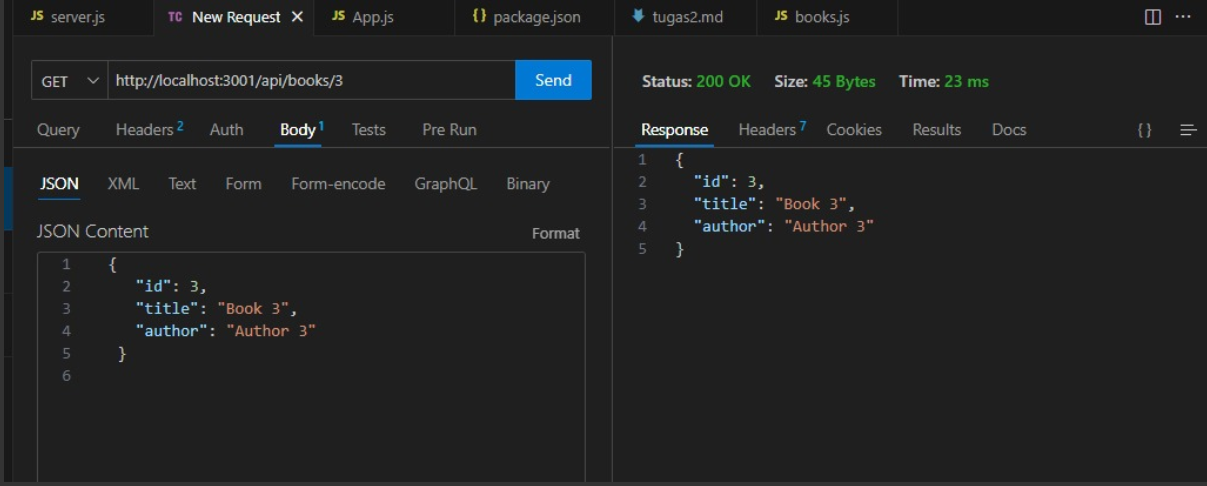 JS server.js TC New Request × JS App.js {} package.json tugas2.md JS books.js ...
GET http://localhost:3001/api/books/3 Send
Status: 200 OK Size: 45 Bytes Time: 23 ms
Query Headers 2 Auth Body 1 Tests Pre Run
Response Headers 7 Cookies Results Docs {}
JSON XML Text Form Form-encode GraphQL Binary
JSON Content Format
1 {
2 "id": 3,
3 "title": "Book 3",
4 "author": "Author 3"
5 }
6
1 {
2 "id": 3,
3 "title": "Book 3",
4 "author": "Author 3"
5 }